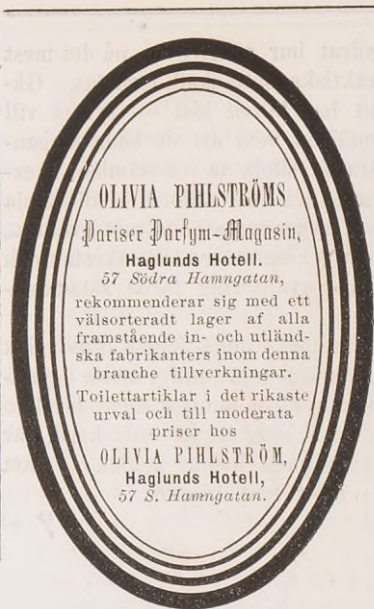 OLIVIA PIHLSTRÖMS
Pariser Parfym-Magasin,
Haglunds Hotell.
57 Södra Hamngatan,
rekommenderar sig med ett
välsorteradt lager af alla
framstående in- och utländ-
ska fabrikanters inom denna
branche tillverkningar.
Toilettartiklar i det rikaste
urval och till moderata
priser hos
OLIVIA PIHLSTRÖM,
Haglunds Hotell,
57 S. Hamngatan.